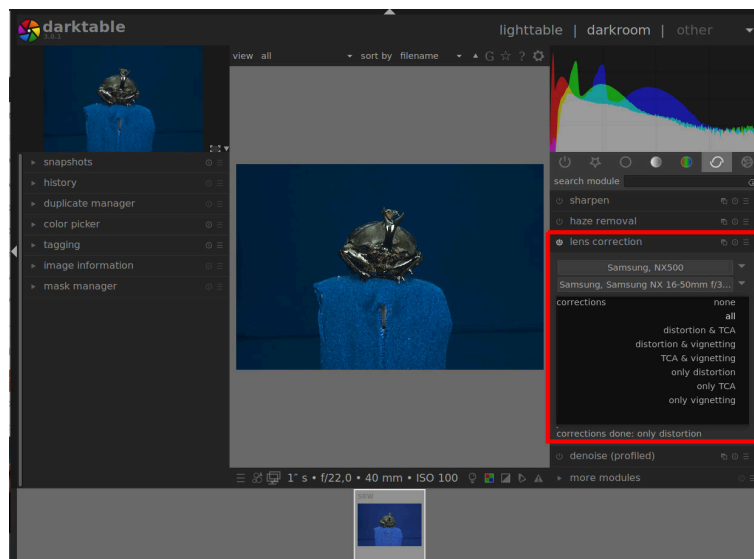 darktable
3.0.1
lighttable | darkroom | other
view all sort by filename
snapshots
history
duplicate manager
color picker
tagging
image information
mask manager
search module
sharpen
haze removal
lens correction
Samsung, NX500
Samsung, Samsung NX 16-50mm f/3...
corrections none
all
distortion & TCA
distortion & vignetting
TCA & vignetting
only distortion
only TCA
only vignetting
corrections done: only distortion
denoise (profiled)
more modules
1" s • f/22,0 • 40 mm • ISO 100